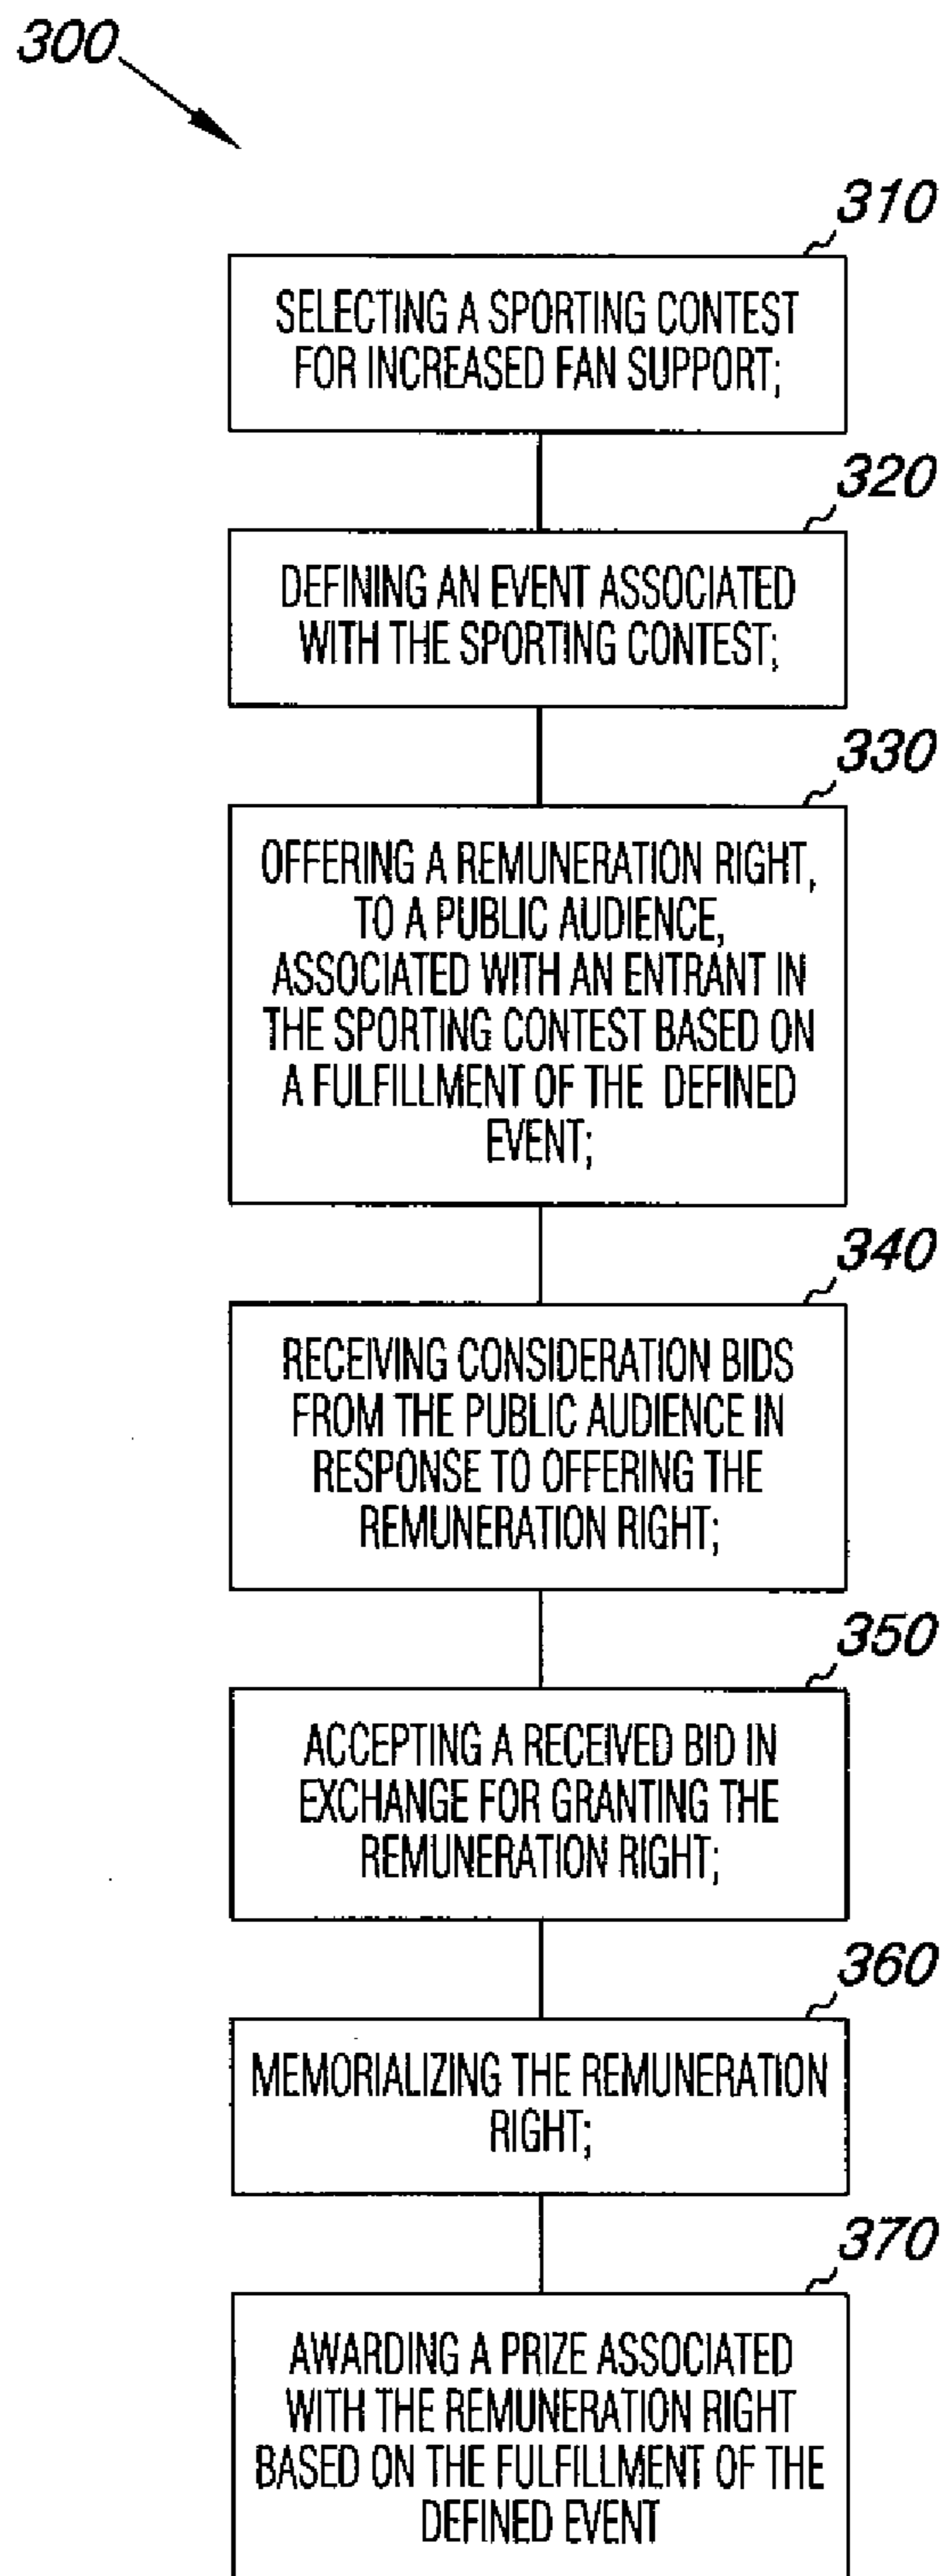 300
310
SELECTING A SPORTING CONTEST
FOR INCREASED FAN SUPPORT;
320
DEFINING AN EVENT ASSOCIATED
WITH THE SPORTING CONTEST;
330
OFFERING A REMUNERATION RIGHT,
TO A PUBLIC AUDIENCE,
ASSOCIATED WITH AN ENTRANT IN
THE SPORTING CONTEST BASED ON
A FULFILLMENT OF THE DEFINED
EVENT;
340
RECEIVING CONSIDERATION BIDS
FROM THE PUBLIC AUDIENCE IN
RESPONSE TO OFFERING THE
REMUNERATION RIGHT;
350
ACCEPTING A RECEIVED BID IN
EXCHANGE FOR GRANTING THE
REMUNERATION RIGHT;
360
MEMORIALIZING THE REMUNERATION
RIGHT;
370
AWARDING A PRIZE ASSOCIATED
WITH THE REMUNERATION RIGHT
BASED ON THE FULFILLMENT OF THE
DEFINED EVENT